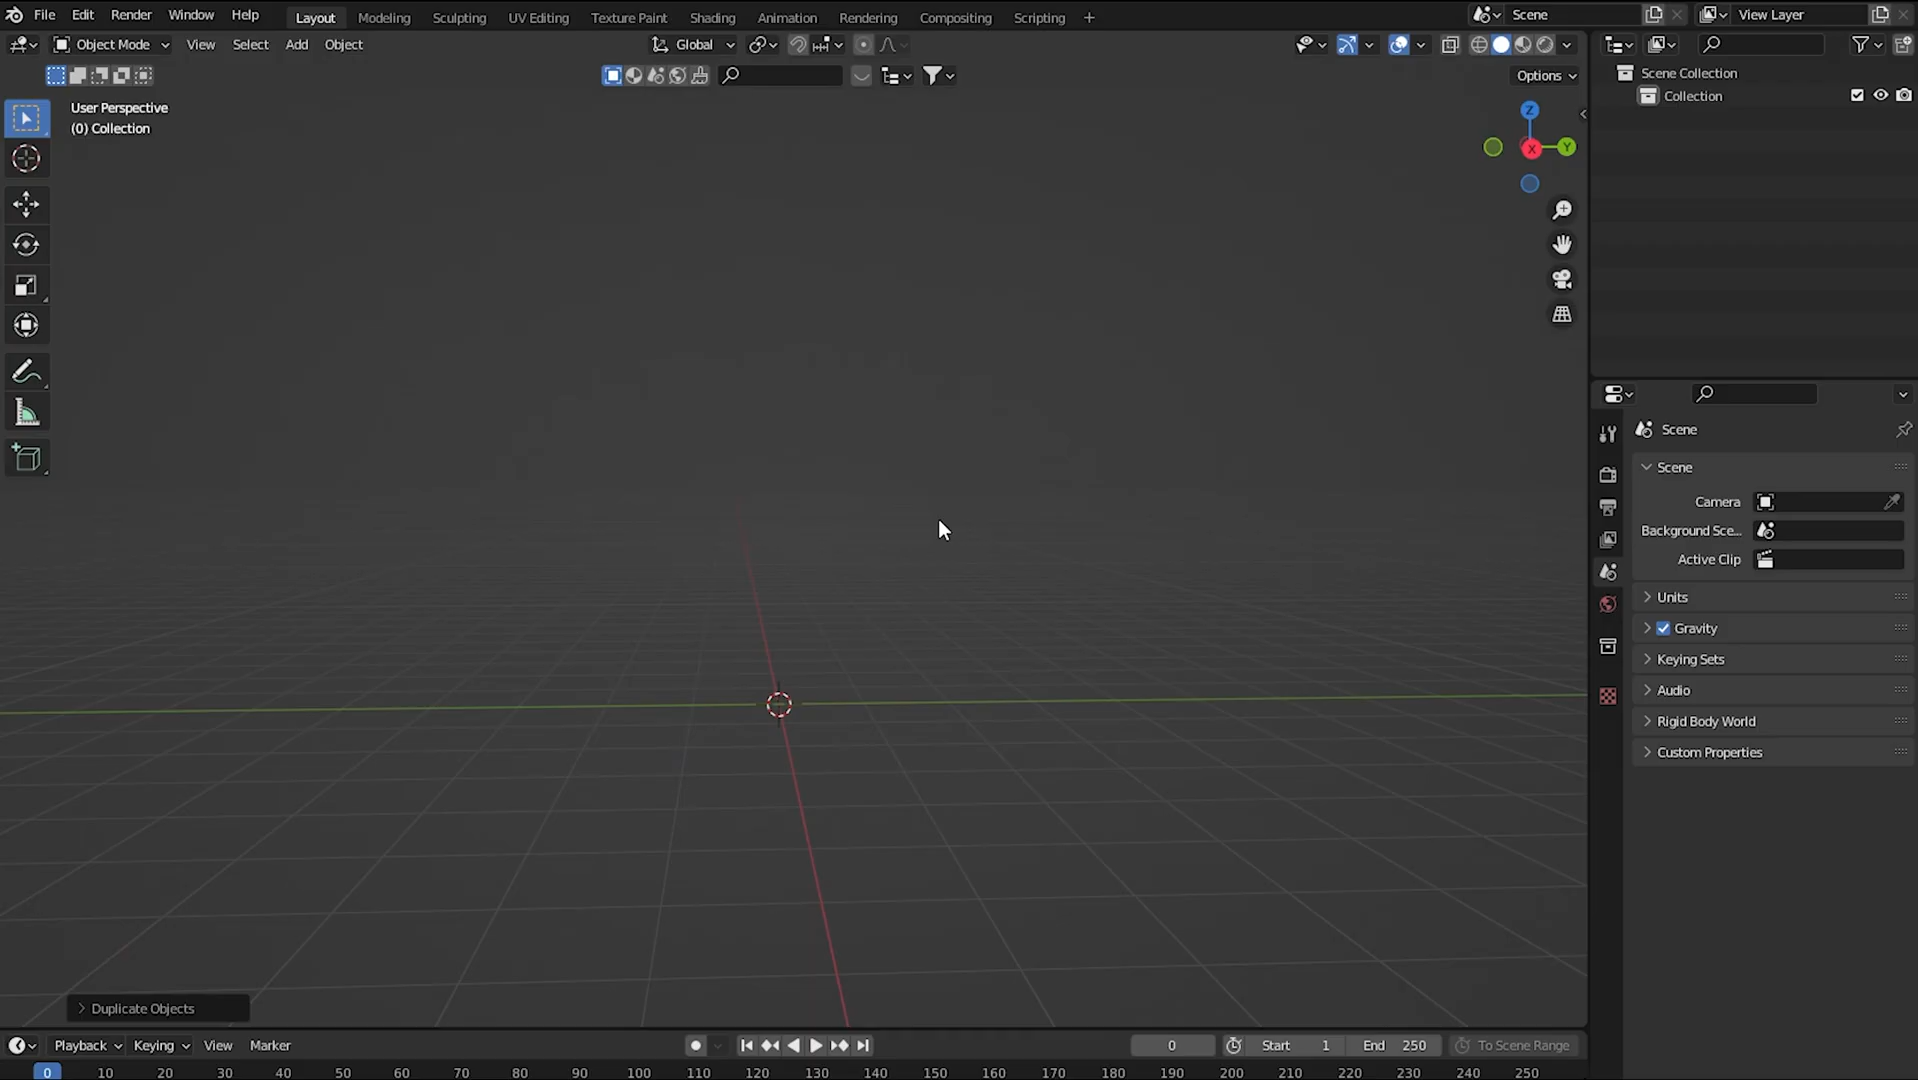 File Edit Render Window Help Layout Modeling Sculpting UV Editing Texture Paint Shading Animation Rendering Compositing Scripting + Scene View Layer
Object Mode View Select Add Object Global
Options
User Perspective
(0) Collection
Z
X Y
Scene Collection
Collection
Scene
Scene
Camera
Background Sce...
Active Clip
Units
Gravity
Keying Sets
Audio
Rigid Body World
Custom Properties
Duplicate Objects
Playback Keying View Marker 0 Start 1 End 250 To Scene Range
0 10 20 30 40 50 60 70 80 90 100 110 120 130 140 150 160 170 180 190 200 210 220 230 240 250